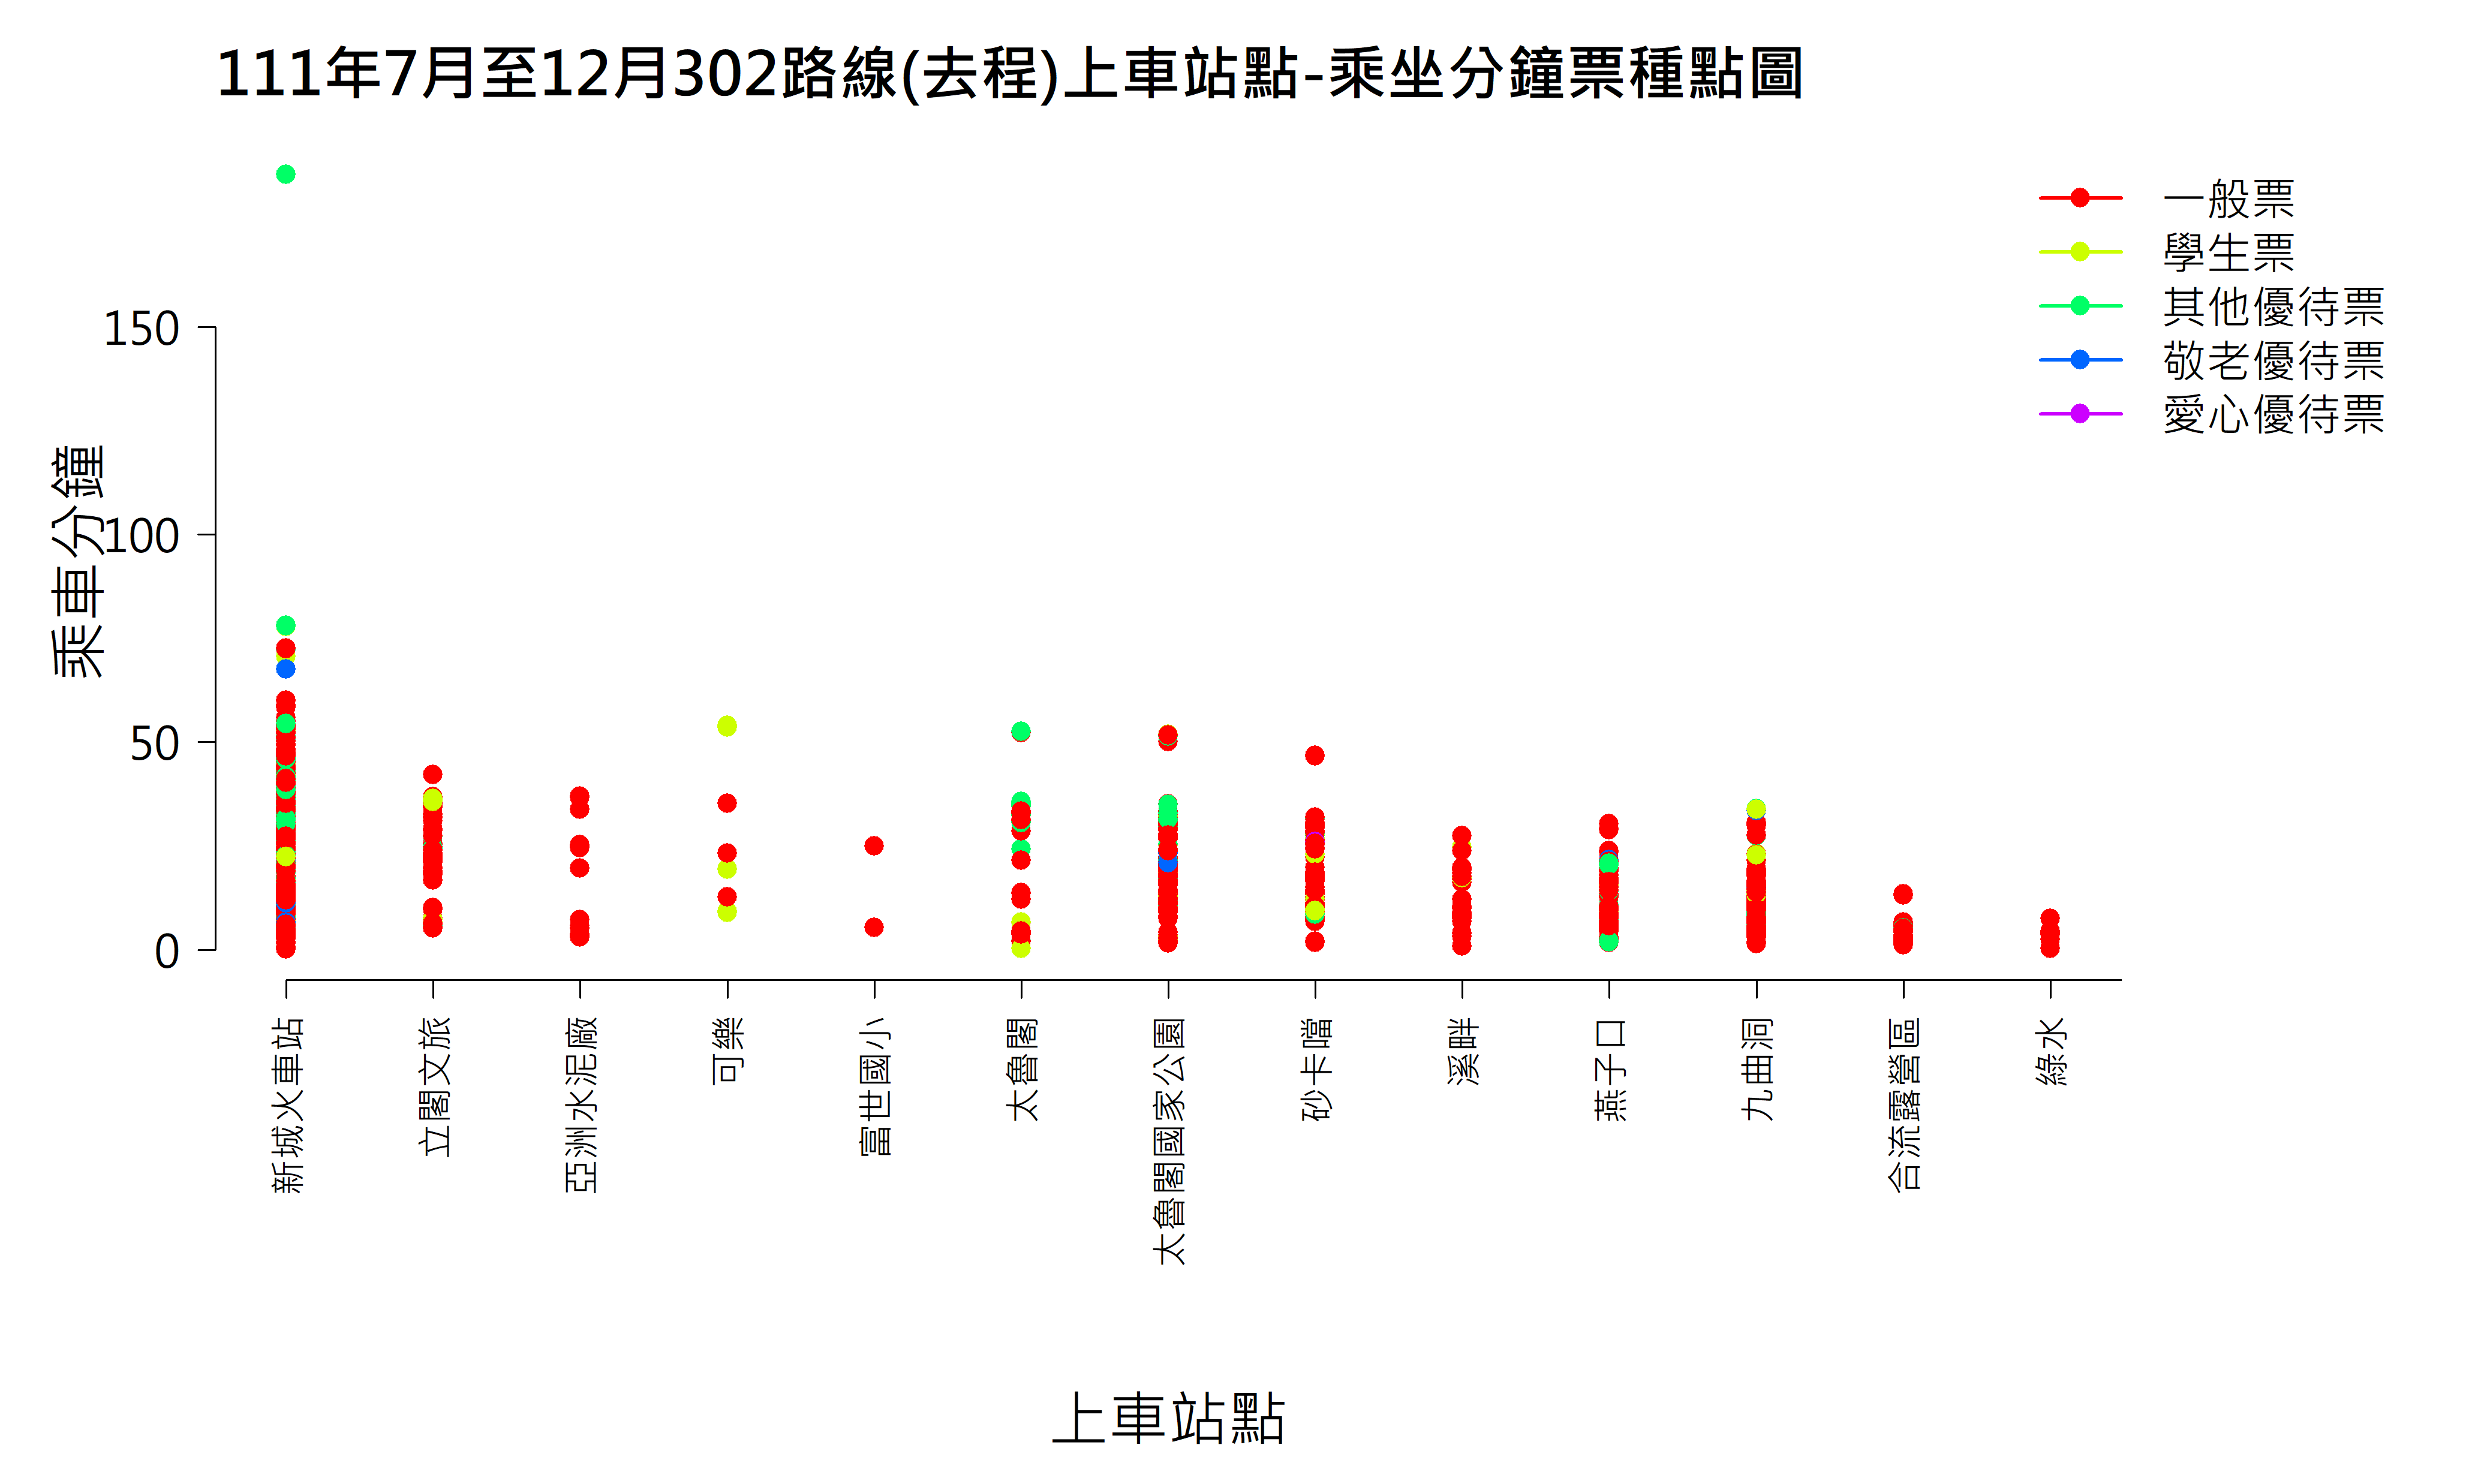 111年7月至12月302路線(去程)上車站點-乘坐分鐘票種點圖
一般票
學生票
其他優待票
敬老優待票
愛心優待票
乘車分鐘
150
100
50
0
新城火車站
立閣文旅
亞洲水泥廠
可樂
富世國小
太魯閣
太魯閣國家公園
砂卡噹
溪畔
燕子口
九曲洞
合流露營區
綠水
上車站點